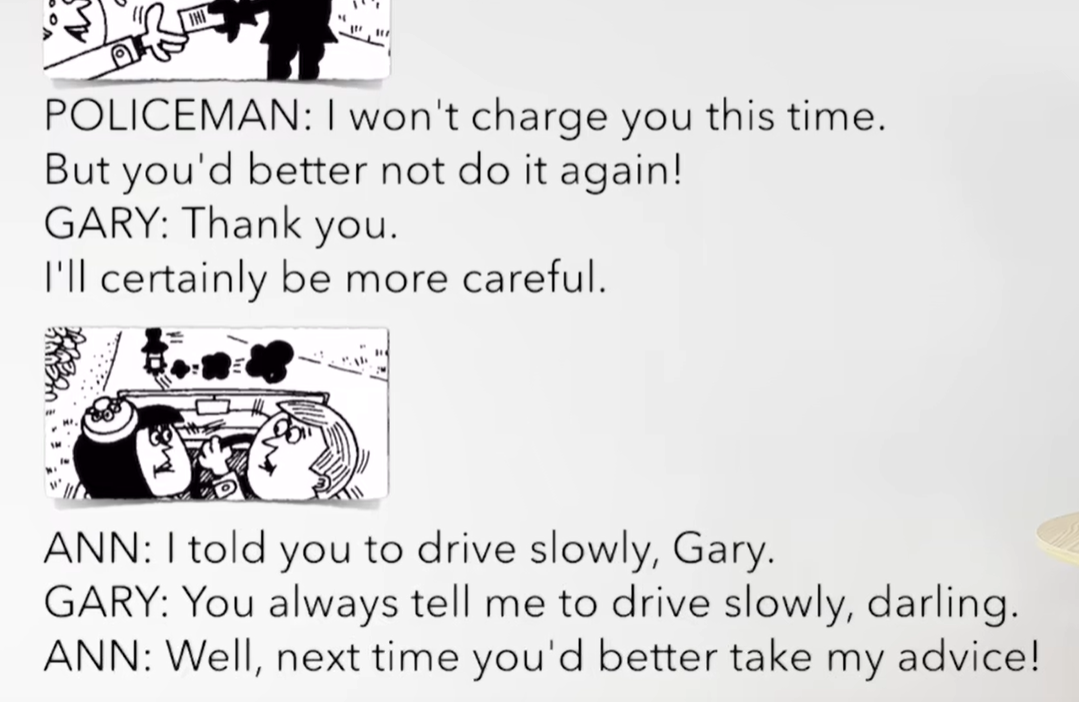 POLICEMAN: I won't charge you this time.
But you'd better not do it again!
GARY: Thank you.
I'll certainly be more careful.
ANN: I told you to drive slowly, Gary.
GARY: You always tell me to drive slowly, darling.
ANN: Well, next time you'd better take my advice!